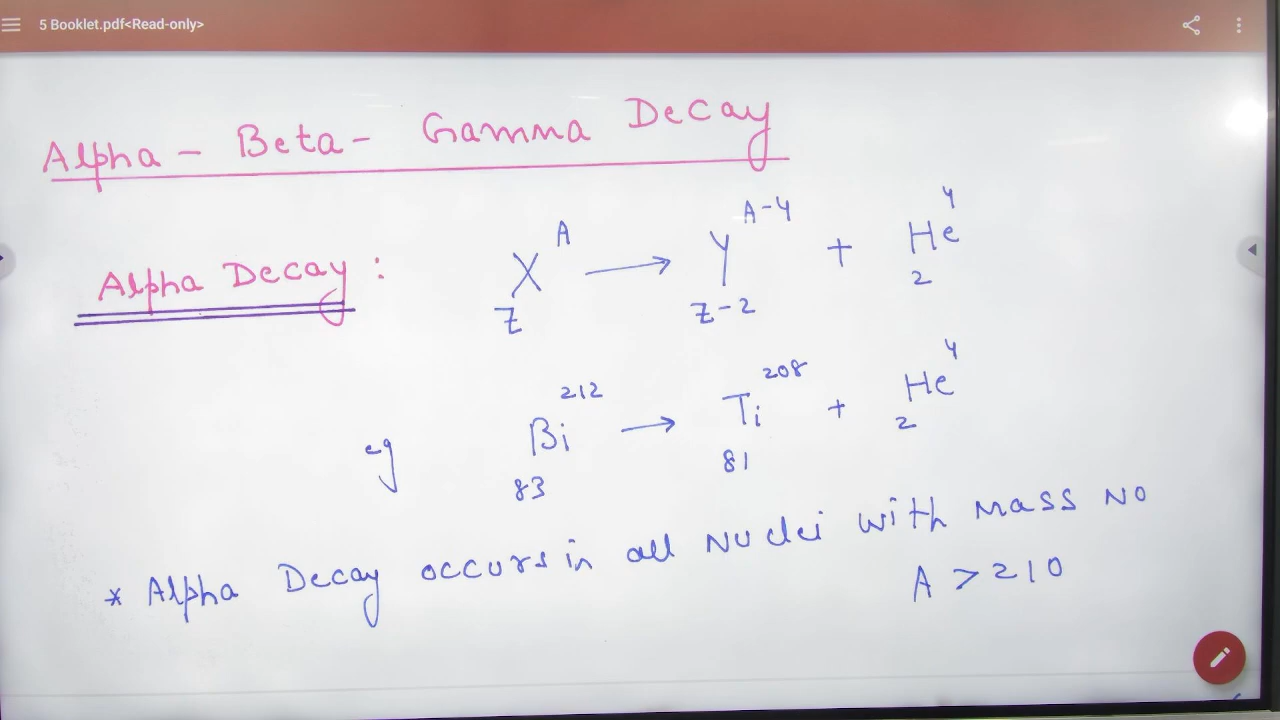 5 Booklet.pdf<Read-only>
Alpha - Beta - Gamma Decay
Alpha Decay : X A Z → Y A-4 Z-2 + He 4 2
eg Bi 212 83 → Ti 208 81 + He 4 2
* Alpha Decay occurs in all Nuclei with Mass No
A > 210